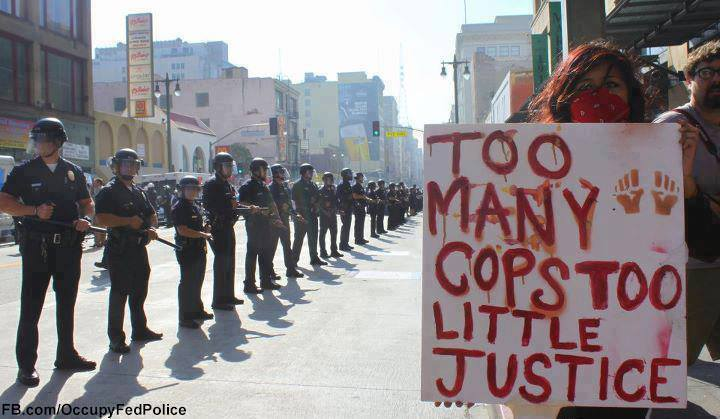 TOO
MANY
COPS TOO
LITTLE
JUSTICE
FB.com/OccupyFedPolice